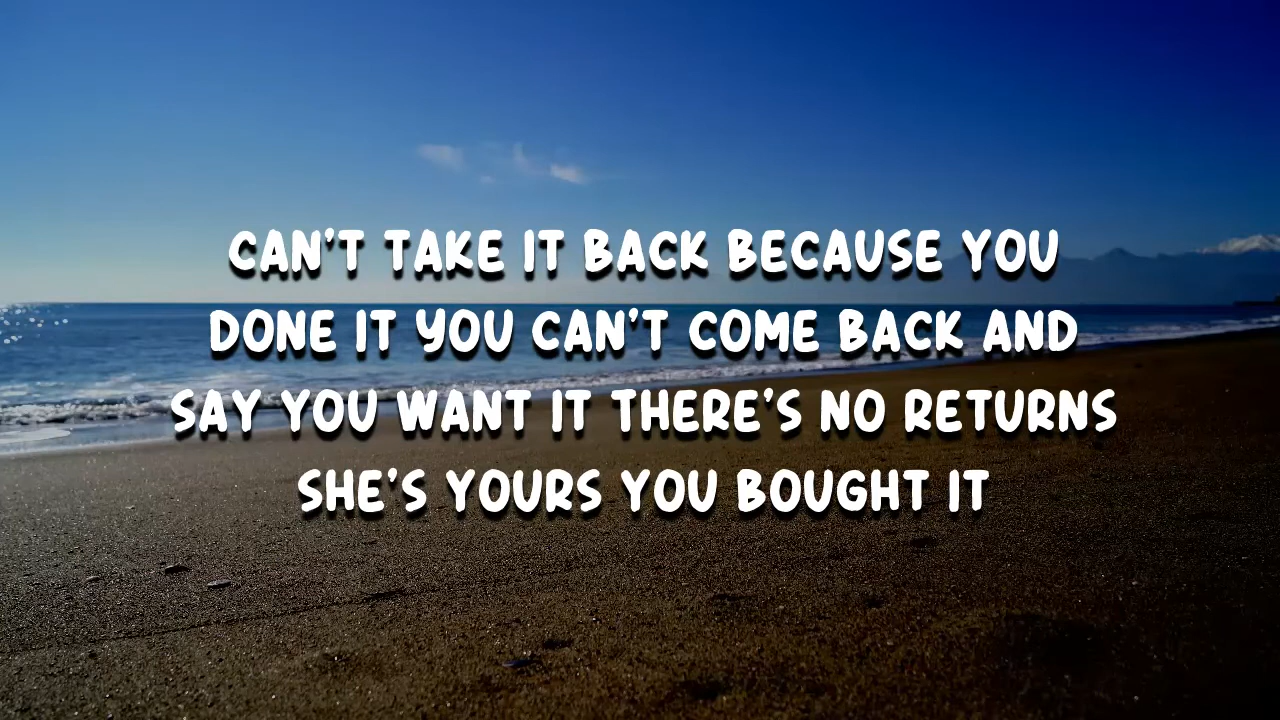 CAN'T TAKE IT BACK BECAUSE YOU
DONE IT YOU CAN'T COME BACK AND
SAY YOU WANT IT THERE'S NO RETURNS
SHE'S YOURS YOU BOUGHT IT